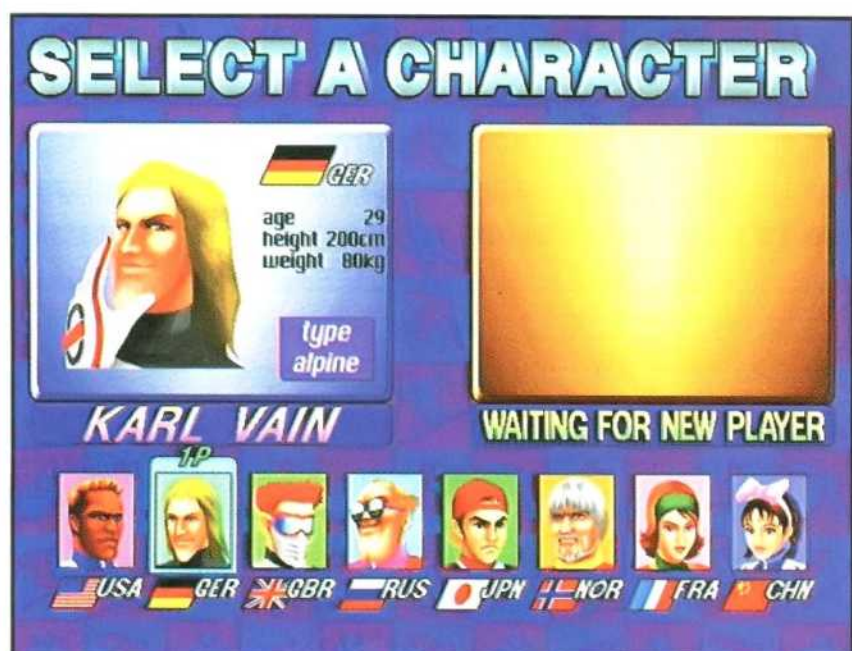 SELECT A CHARACTER
GER
age 29
height 200cm
weight 80kg
type
alpine
KARL VAIN
WAITING FOR NEW PLAYER
1P
USA GER GBR RUS JPN NOR FRA CHN